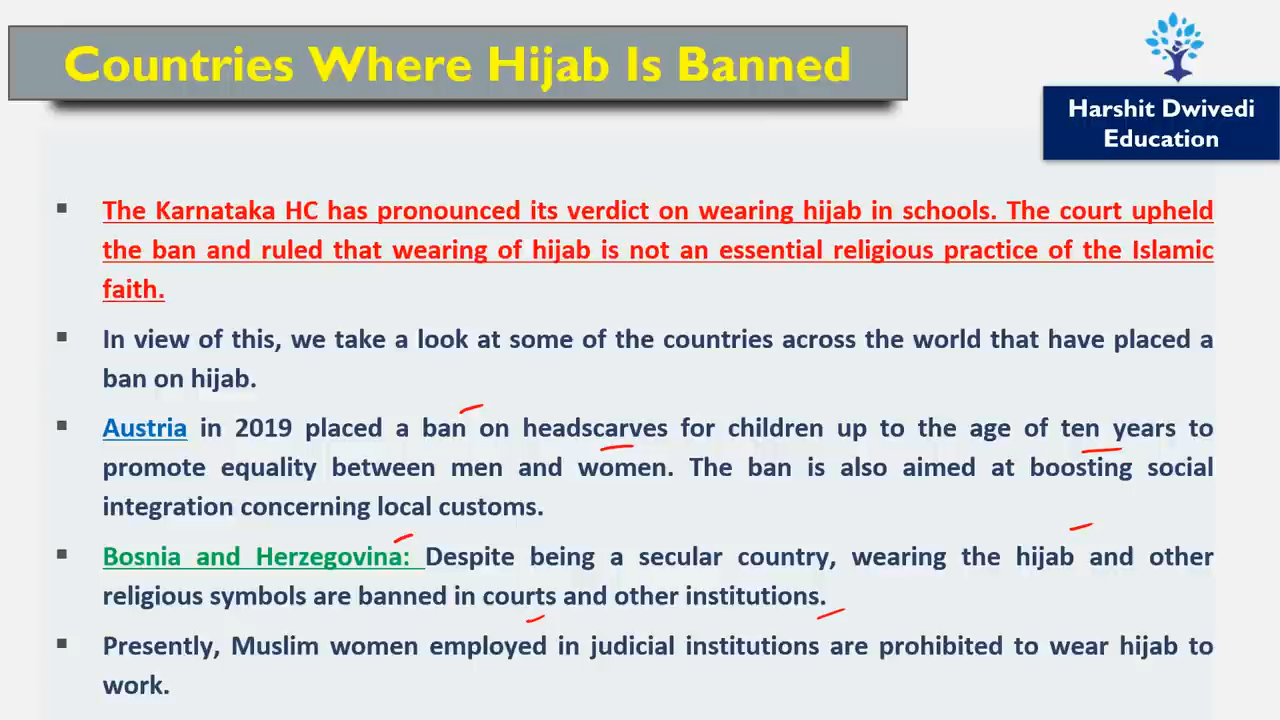 Countries Where Hijab Is Banned
Harshit Dwivedi
Education
▪ The Karnataka HC has pronounced its verdict on wearing hijab in schools. The court upheld
the ban and ruled that wearing of hijab is not an essential religious practice of the Islamic
faith.
▪ In view of this, we take a look at some of the countries across the world that have placed a
ban on hijab.
▪ Austria in 2019 placed a ban on headscarves for children up to the age of ten years to
promote equality between men and women. The ban is also aimed at boosting social
integration concerning local customs.
▪ Bosnia and Herzegovina: Despite being a secular country, wearing the hijab and other
religious symbols are banned in courts and other institutions.
▪ Presently, Muslim women employed in judicial institutions are prohibited to wear hijab to
work.